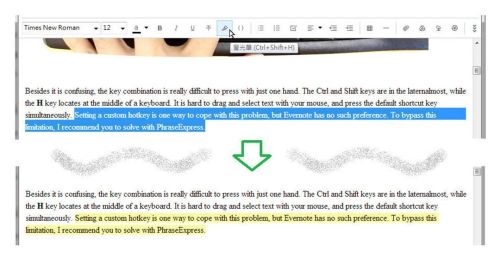 Times New Roman 12 a B I U T
螢光筆 (Ctrl+Shift+H)
Besides it is confusing, the key combination is really difficult to press with just one hand. The Ctrl and Shift keys are in the laternalmost, while
the H key locates at the middle of a keyboard. It is hard to drag and select text with your mouse, and press the default shortcut key
simultaneously. Setting a custom hotkey is one way to cope with this problem, but Evernote has no such preference. To bypass this
limitation, I recommend you to solve with PhraseExpress.
Besides it is confusing, the key combination is really difficult to press with just one hand. The Ctrl and Shift keys are in the laternalmost, while
the H key locates at the middle of a keyboard. It is hard to drag and select text with your mouse, and press the default shortcut key
simultaneously. Setting a custom hotkey is one way to cope with this problem, but Evernote has no such preference. To bypass this
limitation, I recommend you to solve with PhraseExpress.